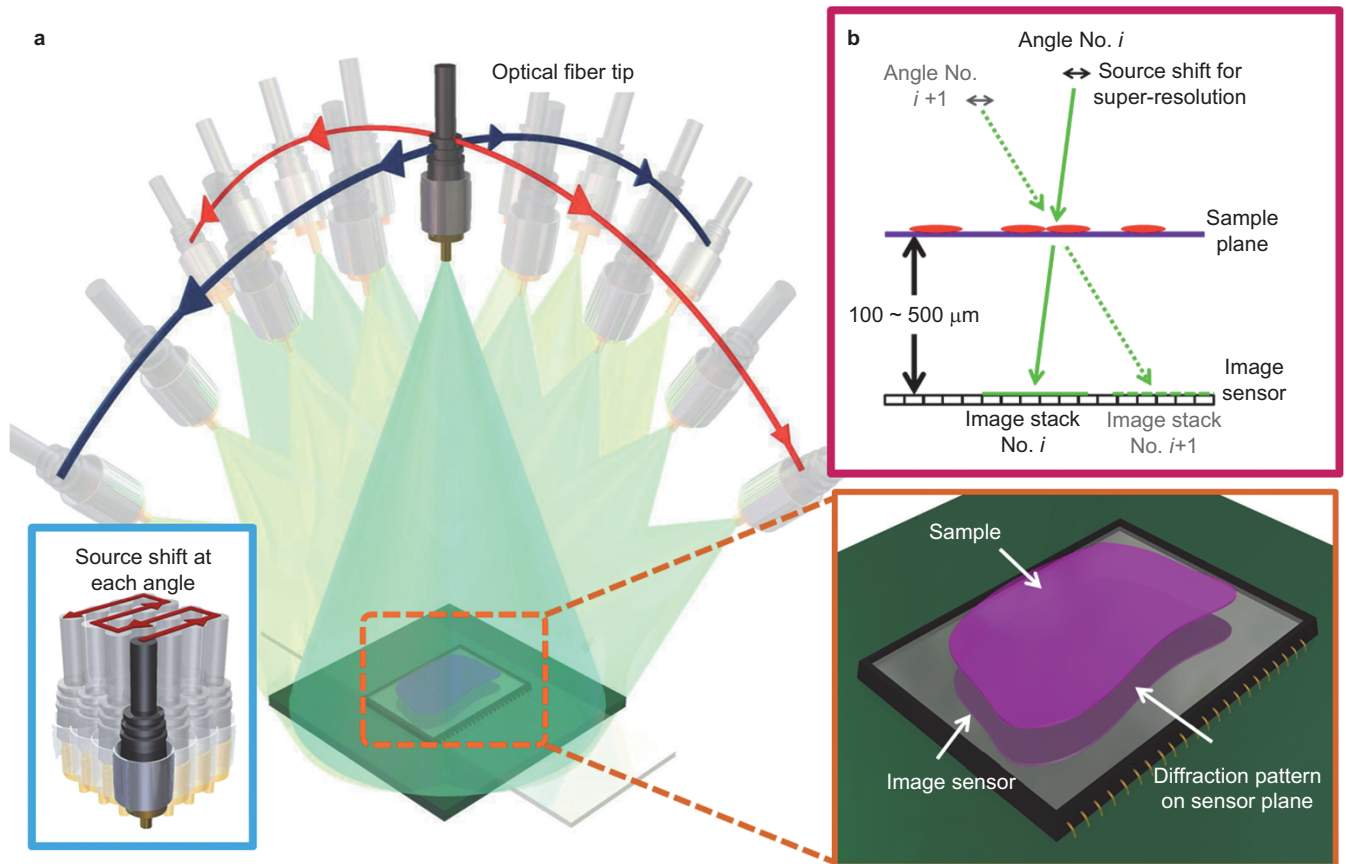 a
Optical fiber tip
Source shift at
each angle
b
Angle No. i
Angle No.
i +1
Source shift for
super-resolution
Sample
plane
100 ~ 500 μm
Image
sensor
Image stack
No. i
Image stack
No. i+1
Sample
Image sensor
Diffraction pattern
on sensor plane